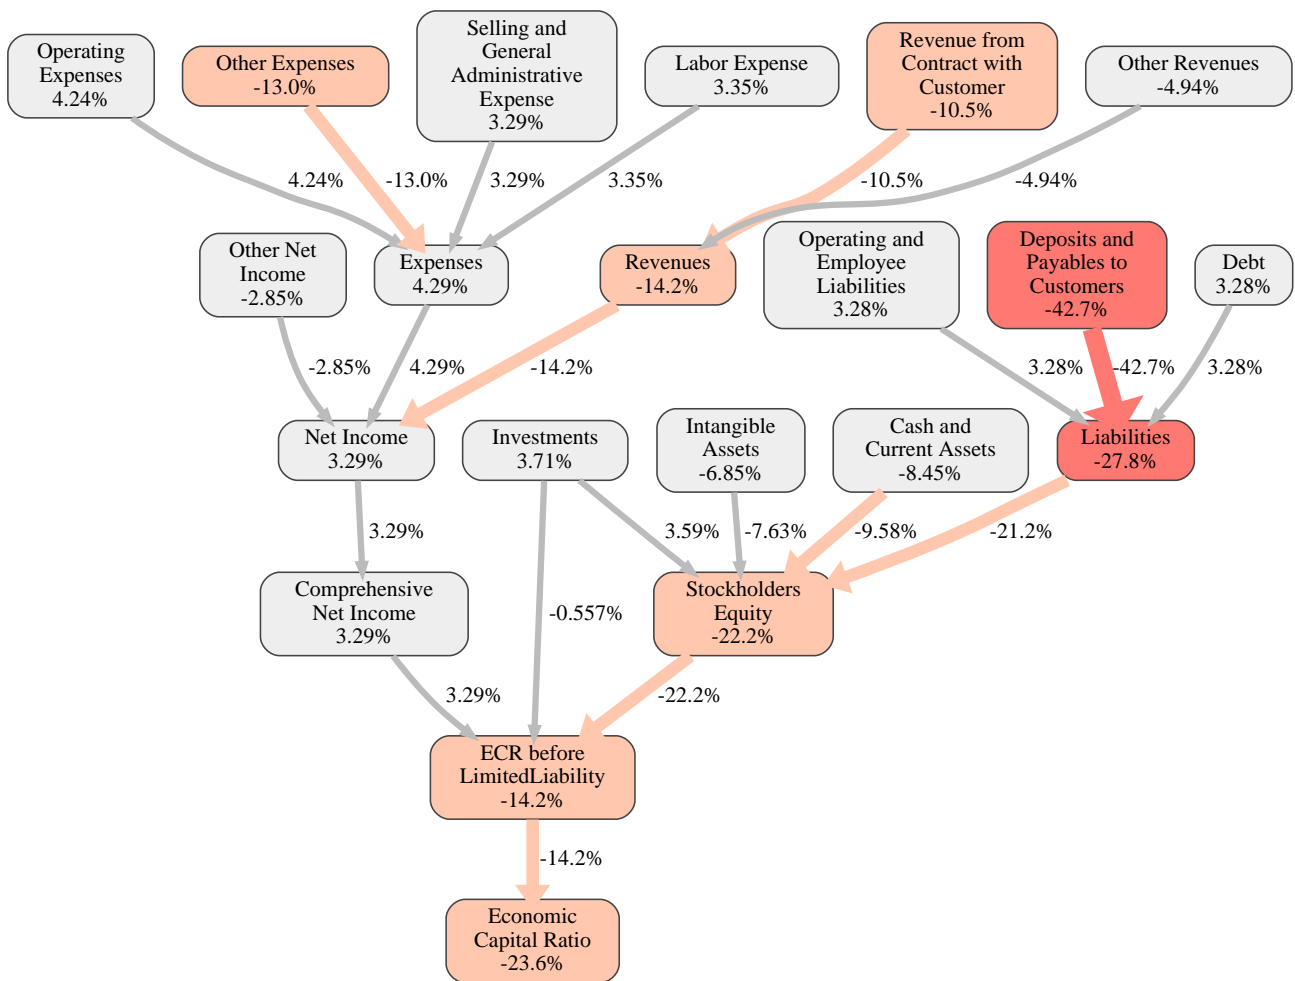 Operating
Expenses
4.24%
Other Expenses
-13.0%
Selling and
General
Administrative
Expense
3.29%
Labor Expense
3.35%
Revenue from
Contract with
Customer
-10.5%
Other Revenues
-4.94%
4.24%
-13.0%
3.29%
3.35%
-10.5%
-4.94%
Other Net
Income
-2.85%
Expenses
4.29%
Revenues
-14.2%
Operating and
Employee
Liabilities
3.28%
Deposits and
Payables to
Customers
-42.7%
Debt
3.28%
-2.85%
4.29%
-14.2%
3.28%
-42.7%
3.28%
Net Income
3.29%
Investments
3.71%
Intangible
Assets
-6.85%
Cash and
Current Assets
-8.45%
Liabilities
-27.8%
3.29%
3.59%
-7.63%
-9.58%
-21.2%
Comprehensive
Net Income
3.29%
-0.557%
Stockholders
Equity
-22.2%
3.29%
-22.2%
ECR before
LimitedLiability
-14.2%
-14.2%
Economic
Capital Ratio
-23.6%